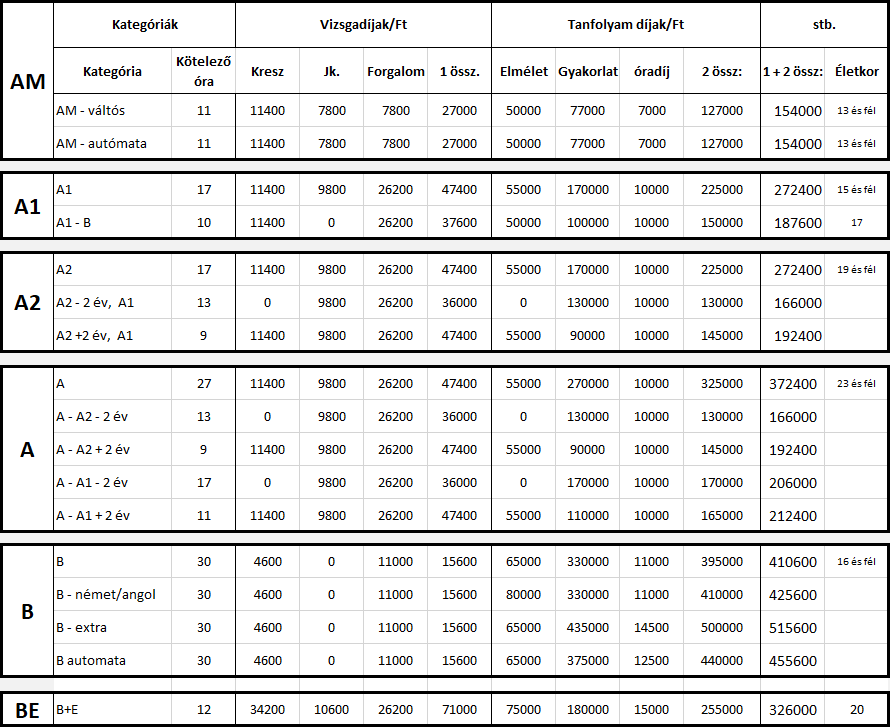 Kategóriák Vizsgadíjak/Ft Tanfolyam díjak/Ft stb.
AM Kategória Kötelező óra Kresz Jk. Forgalom 1 össz. Elmélet Gyakorlat óradíj 2 össz: 1 + 2 össz: Életkor
AM - váltós 11 11400 7800 7800 27000 50000 77000 7000 127000 154000 13 és fél
AM - autómata 11 11400 7800 7800 27000 50000 77000 7000 127000 154000 13 és fél
A1 A1 17 11400 9800 26200 47400 55000 170000 10000 225000 272400 15 és fél
A1 - B 10 11400 0 26200 37600 50000 100000 10000 150000 187600 17
A2 A2 17 11400 9800 26200 47400 55000 170000 10000 225000 272400 19 és fél
A2 - 2 év, A1 13 0 9800 26200 36000 0 130000 10000 130000 166000
A2 +2 év, A1 9 11400 9800 26200 47400 55000 90000 10000 145000 192400
A A 27 11400 9800 26200 47400 55000 270000 10000 325000 372400 23 és fél
A - A2 - 2 év 13 0 9800 26200 36000 0 130000 10000 130000 166000
A - A2 + 2 év 9 11400 9800 26200 47400 55000 90000 10000 145000 192400
A - A1 - 2 év 17 0 9800 26200 36000 0 170000 10000 170000 206000
A - A1 + 2 év 11 11400 9800 26200 47400 55000 110000 10000 165000 212400
B B 30 4600 0 11000 15600 65000 330000 11000 395000 410600 16 és fél
B - német/angol 30 4600 0 11000 15600 80000 330000 11000 410000 425600
B - extra 30 4600 0 11000 15600 65000 435000 14500 500000 515600
B automata 30 4600 0 11000 15600 65000 375000 12500 440000 455600
BE B+E 12 34200 10600 26200 71000 75000 180000 15000 255000 326000 20